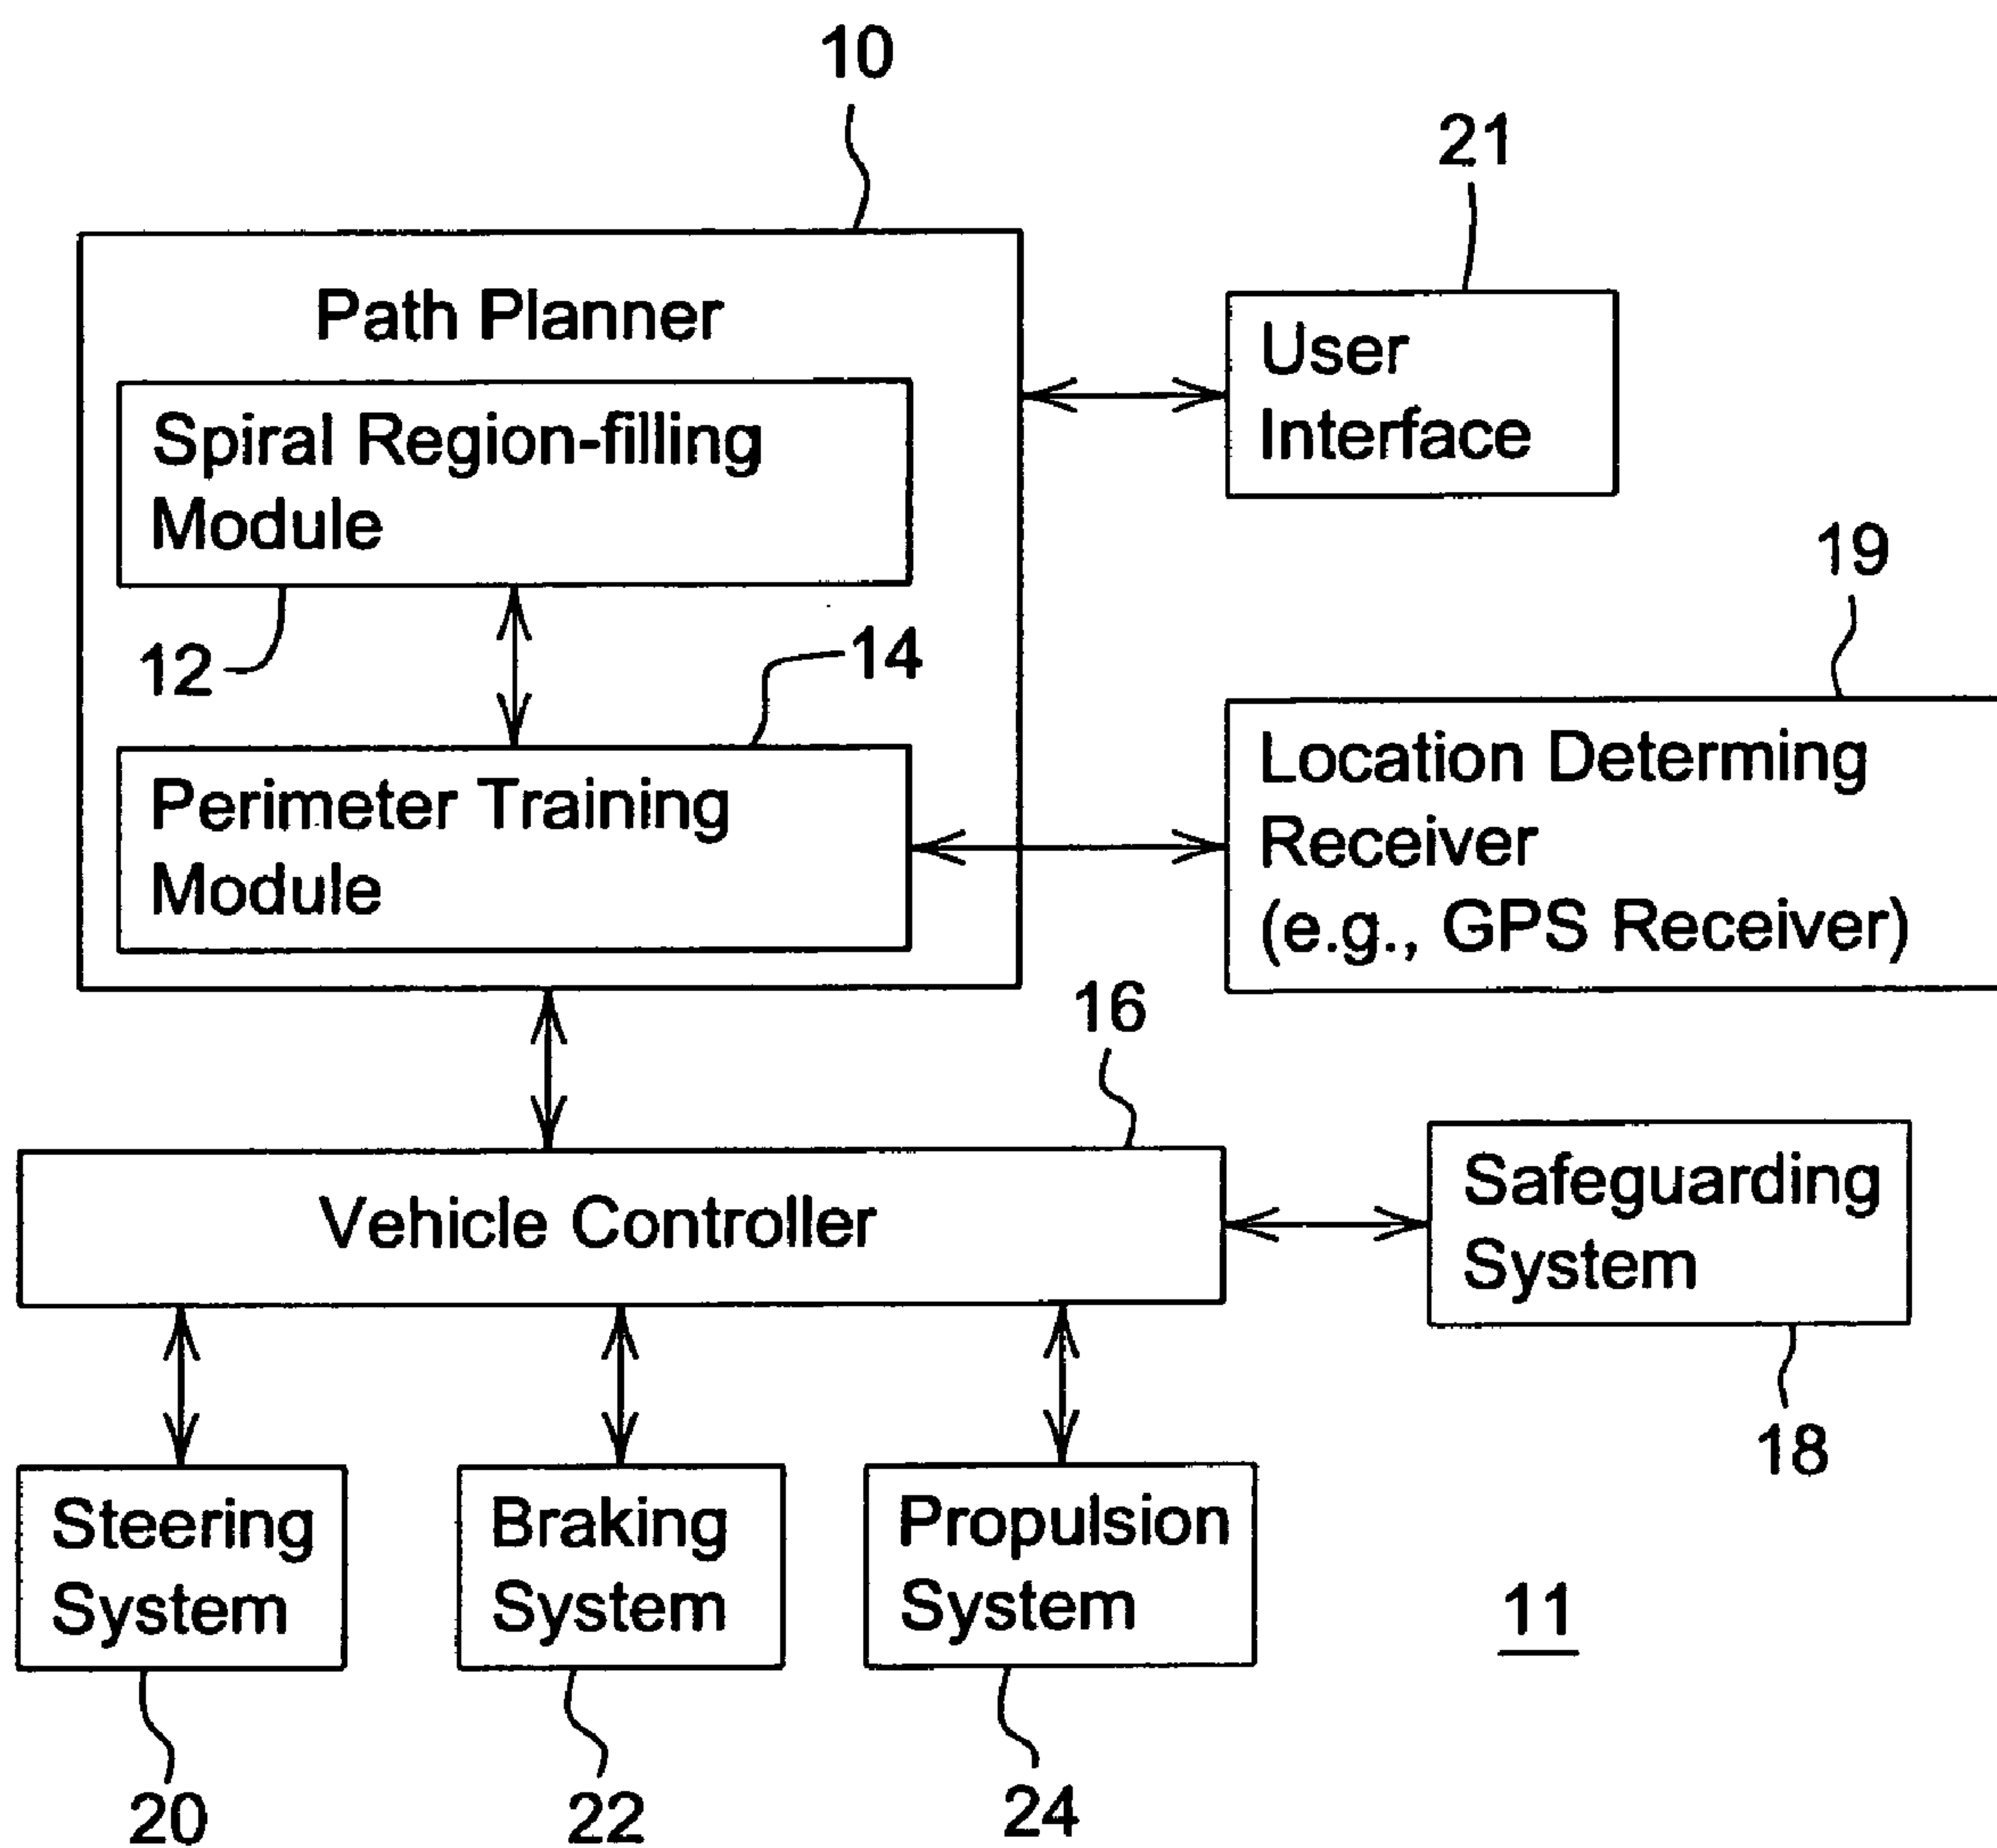 10
21
Path Planner
User
Interface
Spiral Region-filling
Module
19
12
14
Location Determing
Receiver
(e.g., GPS Receiver)
Perimeter Training
Module
16
Vehicle Controller
Safeguarding
System
18
Steering
System
Braking
System
Propulsion
System
11
20
22
24